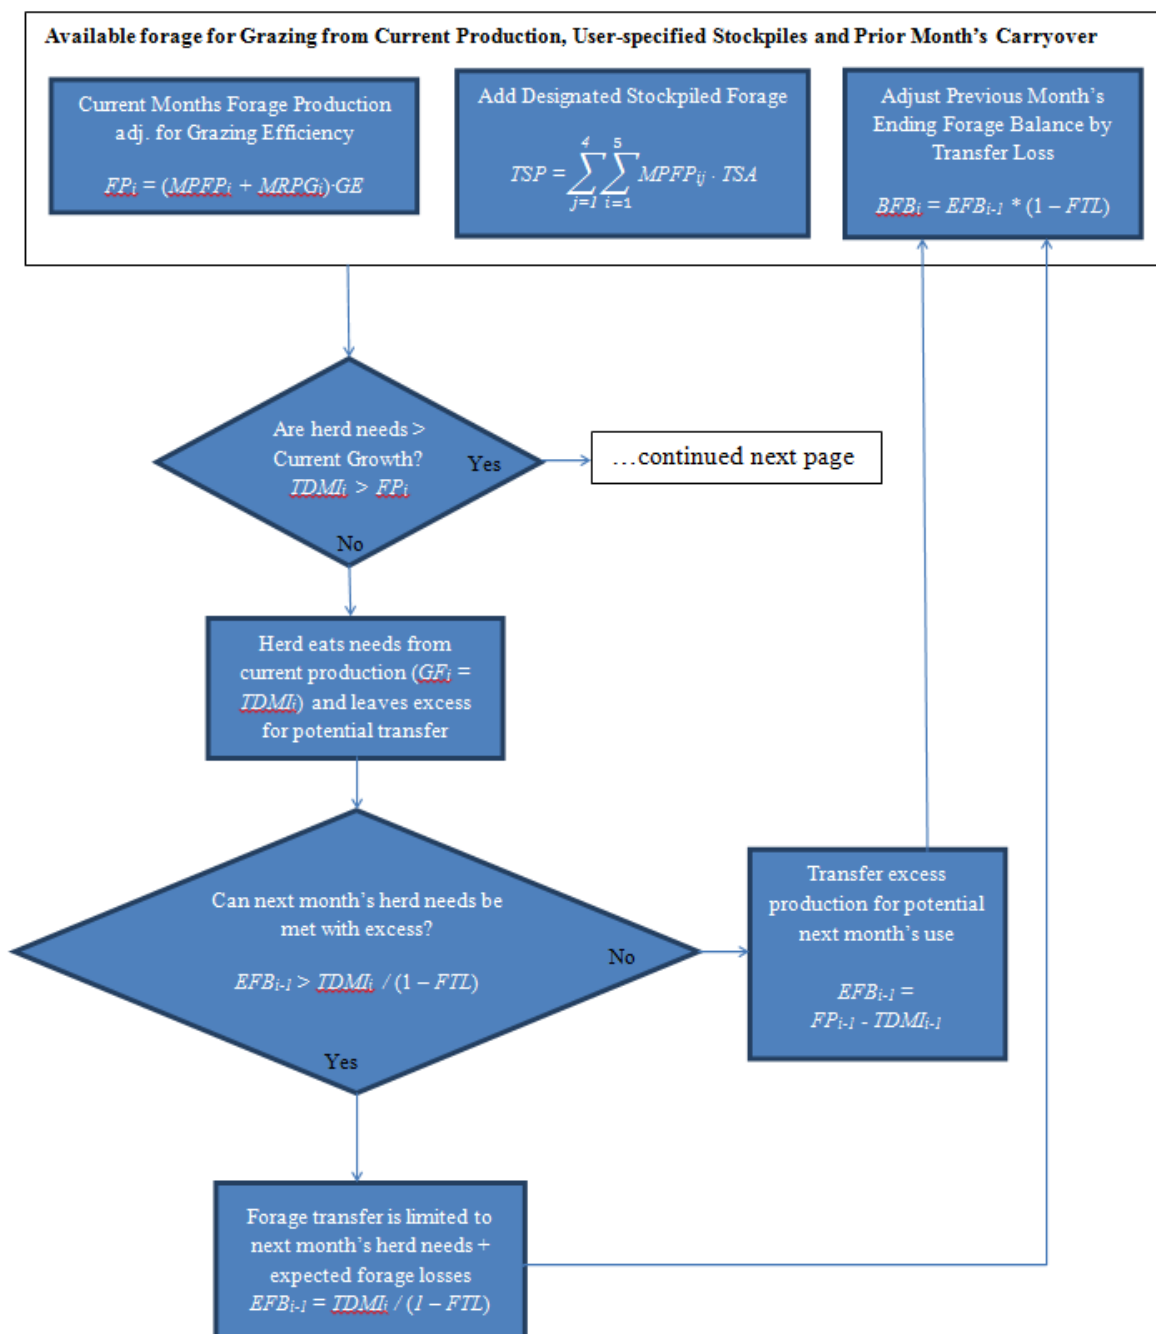 Available forage for Grazing from Current Production, User-specified Stockpiles and Prior Month's Carryover
Current Months Forage Production
adj. for Grazing Efficiency
FPi = (MPFPi + MRPGi)·GE
Add Designated Stockpiled Forage
TSP = ∑_{j=1}^{4} ∑_{i=1}^{5} MPFPij · TSA
Adjust Previous Month's
Ending Forage Balance by
Transfer Loss
BFBi = EFBi-1 * (1 – FTL)
Are herd needs >
Current Growth?
TDMIi > FPi
Yes
No
…continued next page
Herd eats needs from
current production (GFi =
TDMIi) and leaves excess
for potential transfer
Can next month's herd needs be
met with excess?
EFBi-1 > TDMIi / (1 – FTL)
No
Yes
Transfer excess
production for potential
next month's use
EFBi-1 =
FPi-1 - TDMIi-1
Forage transfer is limited to
next month's herd needs +
expected forage losses
EFBi-1 = TDMIi / (1 – FTL)